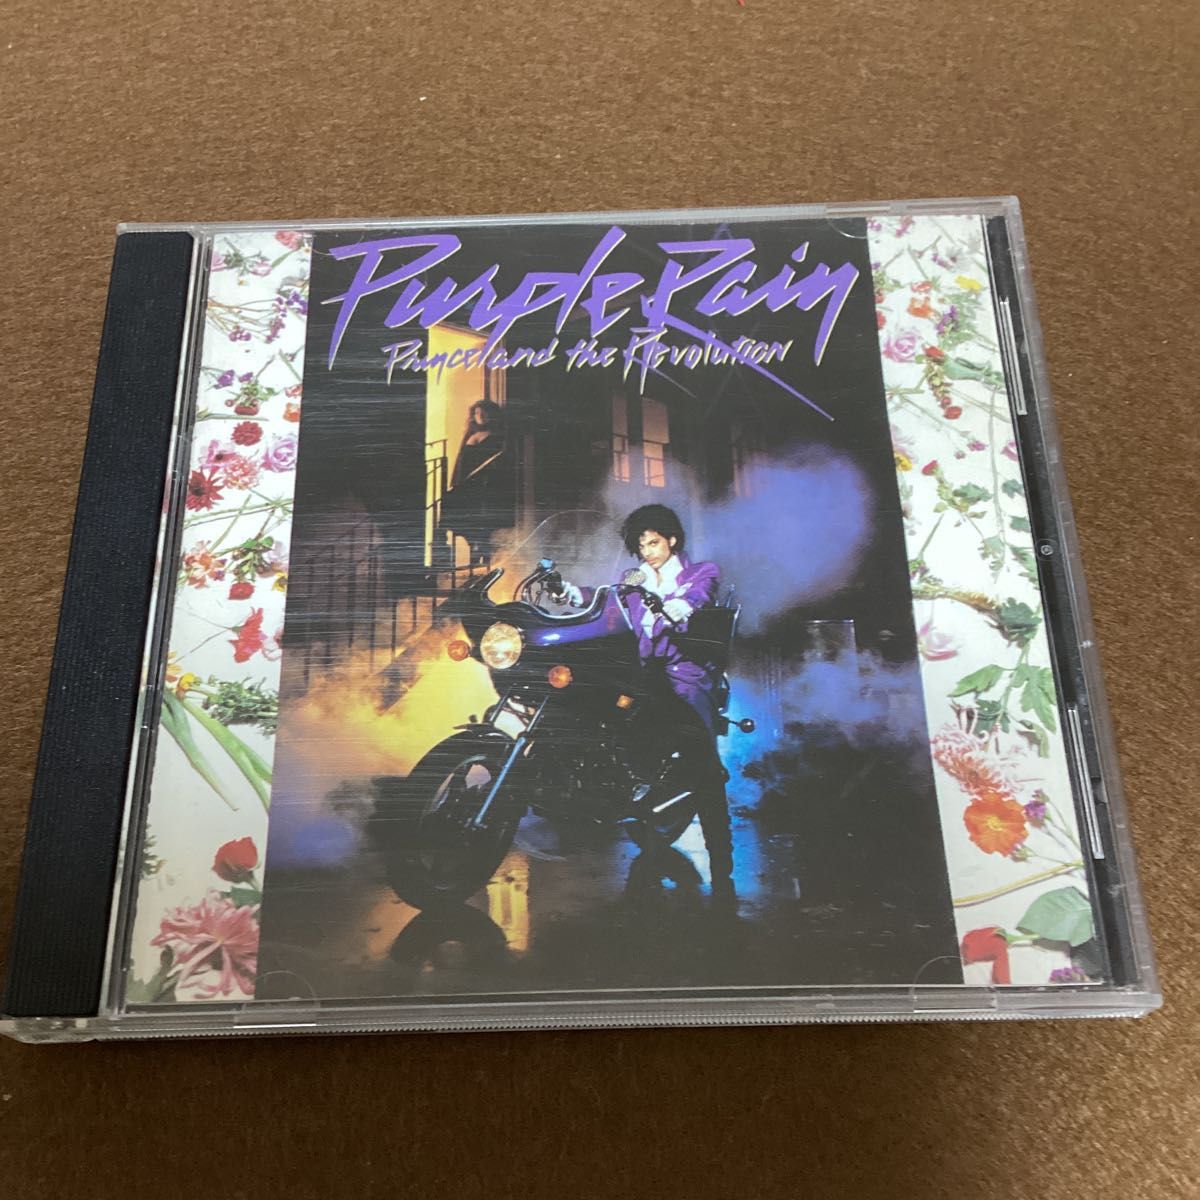 Purple Rain
Prince and the Revolution